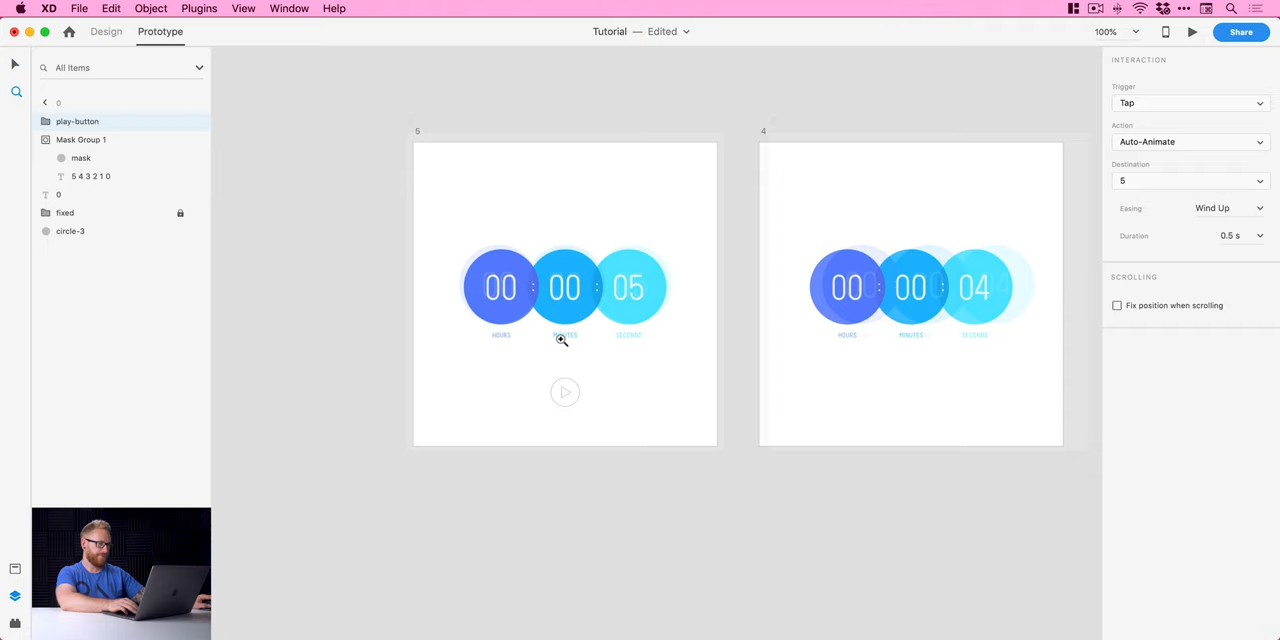 XD File Edit Object Plugins View Window Help
Design Prototype
Tutorial — Edited
100%
Share
All Items
0
play-button
Mask Group 1
mask
5 4 3 2 1 0
0
fixed
circle-3
5
00 : 00 : 05
HOURS MINUTES SECONDS
4
00 : 00 : 04
HOURS MINUTES SECONDS
INTERACTION
Trigger
Tap
Action
Auto-Animate
Destination
5
Easing Wind Up
Duration 0.5 s
SCROLLING
Fix position when scrolling